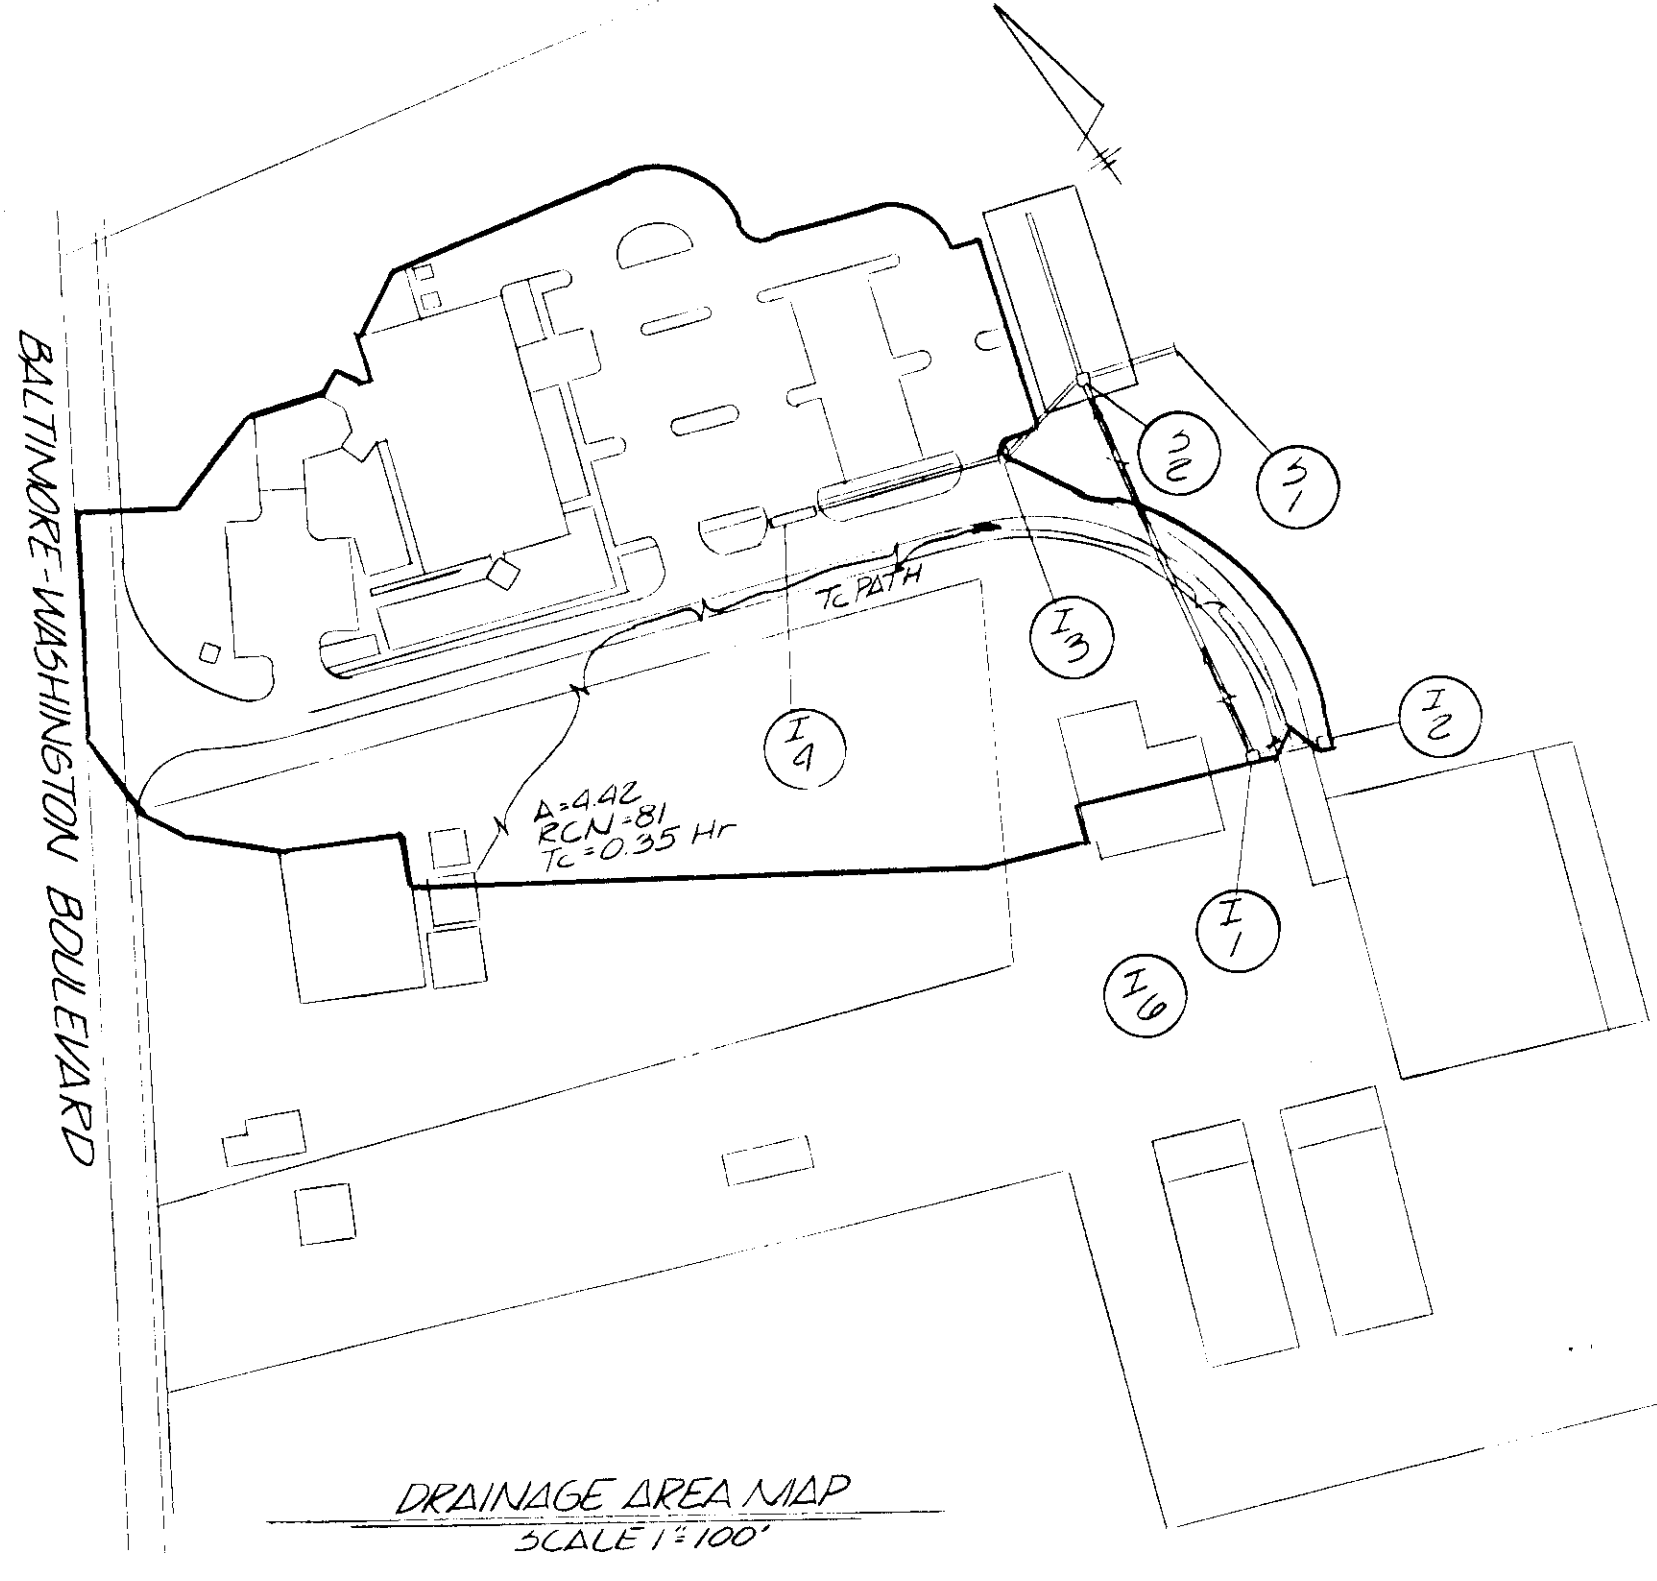 BALTIMORE-WASHINGTON BOULEVARD
S
2
S
1
TC PATH
I
3
I
2
I
4
A=4.42
RCN=81
Tc=0.35 Hr
I
1
I
6
DRAINAGE AREA MAP
SCALE 1"=100'